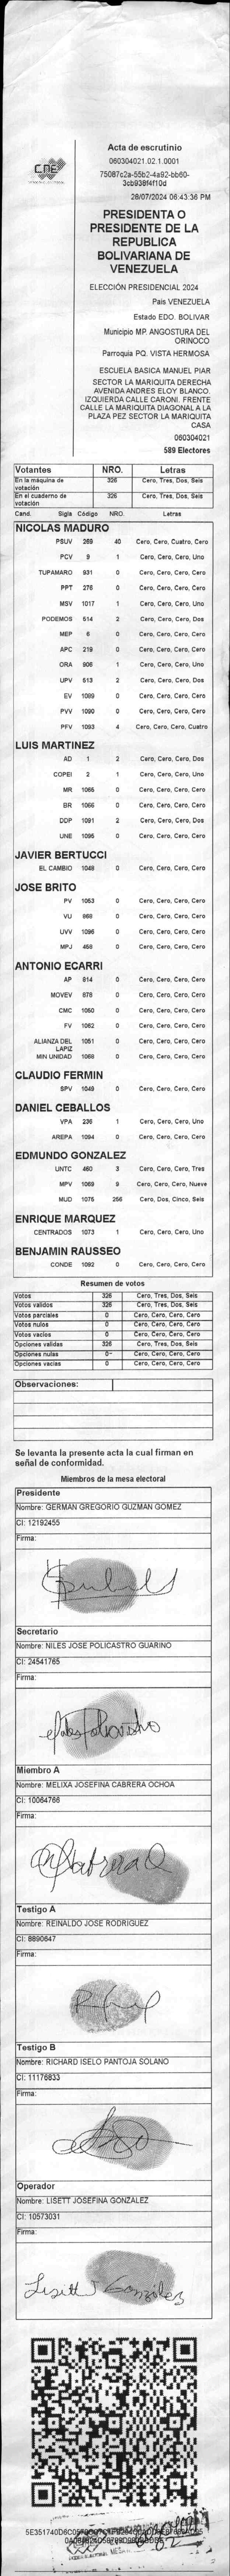 CNE
Acta de escrutinio
060304021.02.1.0001
75087c2a-55b2-4a92-bb60-
3cb938f4f10d
28/07/2024 06:43:36 PM
PRESIDENTA O
PRESIDENTE DE LA
REPUBLICA
BOLIVARIANA DE
VENEZUELA
ELECCIÓN PRESIDENCIAL 2024
Pais VENEZUELA
Estado EDO. BOLIVAR
Municipio MP. ANGOSTURA DEL
ORINOCO
Parroquia PQ. VISTA HERMOSA
ESCUELA BASICA MANUEL PIAR
SECTOR LA MARIQUITA DERECHA
AVENIDA ANDRES ELOY BLANCO.
IZQUIERDA CALLE CARONI. FRENTE
CALLE LA MARIQUITA DIAGONAL A LA
PLAZA PEZ SECTOR LA MARIQUITA
CASA
060304021
589 Electores
Votantes NRO. Letras
En la máquina de votación 326 Cero, Tres, Dos, Seis
En el cuaderno de votación 326 Cero, Tres, Dos, Seis
Cand. Sigla Código NRO. Letras
NICOLAS MADURO
PSUV 269 40 Cero, Cero, Cuatro, Cero
PCV 9 1 Cero, Cero, Cero, Uno
TUPAMARO 931 0 Cero, Cero, Cero, Cero
PPT 276 0 Cero, Cero, Cero, Cero
MSV 1017 1 Cero, Cero, Cero, Uno
PODEMOS 514 2 Cero, Cero, Cero, Dos
MEP 6 0 Cero, Cero, Cero, Cero
APC 219 0 Cero, Cero, Cero, Cero
ORA 906 1 Cero, Cero, Cero, Uno
UPV 513 2 Cero, Cero, Cero, Dos
EV 1089 0 Cero, Cero, Cero, Cero
PVV 1090 0 Cero, Cero, Cero, Cero
PFV 1093 4 Cero, Cero, Cero, Cuatro
LUIS MARTINEZ
AD 1 2 Cero, Cero, Cero, Dos
COPEI 2 1 Cero, Cero, Cero, Uno
MR 1065 0 Cero, Cero, Cero, Cero
BR 1066 0 Cero, Cero, Cero, Cero
DDP 1091 2 Cero, Cero, Cero, Dos
UNE 1095 0 Cero, Cero, Cero, Cero
JAVIER BERTUCCI
EL CAMBIO 1048 0 Cero, Cero, Cero, Cero
JOSE BRITO
PV 1053 0 Cero, Cero, Cero, Cero
VU 868 0 Cero, Cero, Cero, Cero
UVV 1096 0 Cero, Cero, Cero, Cero
MPJ 458 0 Cero, Cero, Cero, Cero
ANTONIO ECARRI
AP 814 0 Cero, Cero, Cero, Cero
MOVEV 878 0 Cero, Cero, Cero, Cero
CMC 1050 0 Cero, Cero, Cero, Cero
FV 1062 0 Cero, Cero, Cero, Cero
ALIANZA DEL LAPIZ 1051 0 Cero, Cero, Cero, Cero
MIN UNIDAD 1068 0 Cero, Cero, Cero, Cero
CLAUDIO FERMIN
SPV 1049 0 Cero, Cero, Cero, Cero
DANIEL CEBALLOS
VPA 236 1 Cero, Cero, Cero, Uno
AREPA 1094 0 Cero, Cero, Cero, Cero
EDMUNDO GONZALEZ
UNTC 460 3 Cero, Cero, Cero, Tres
MPV 1069 9 Cero, Cero, Cero, Nueve
MUD 1075 256 Cero, Dos, Cinco, Seis
ENRIQUE MARQUEZ
CENTRADOS 1073 1 Cero, Cero, Cero, Uno
BENJAMIN RAUSSEO
CONDE 1092 0 Cero, Cero, Cero, Cero
Resumen de votos
Votos 326 Cero, Tres, Dos, Seis
Votos validos 326 Cero, Tres, Dos, Seis
Votos parciales 0 Cero, Cero, Cero, Cero
Votos nulos 0 Cero, Cero, Cero, Cero
Votos vacíos 0 Cero, Cero, Cero, Cero
Opciones validas 326 Cero, Tres, Dos, Seis
Opciones nulas 0 Cero, Cero, Cero, Cero
Opciones vacias 0 Cero, Cero, Cero, Cero
Observaciones:
Se levanta la presente acta la cual firman en
señal de conformidad.
Miembros de la mesa electoral
Presidente
Nombre: GERMAN GREGORIO GUZMAN GOMEZ
CI: 12192455
Firma:
Secretario
Nombre: NILES JOSE POLICASTRO GUARINO
CI: 24541765
Firma:
Miembro A
Nombre: MELIXA JOSEFINA CABRERA OCHOA
CI: 10064766
Firma:
Testigo A
Nombre: REINALDO JOSE RODRIGUEZ
CI: 8890647
Firma:
Testigo B
Nombre: RICHARD ISELO PANTOJA SOLANO
CI: 11176833
Firma:
Operador
Nombre: LISETT JOSEFINA GONZALEZ
CI: 10573031
Firma:
Lisett J González